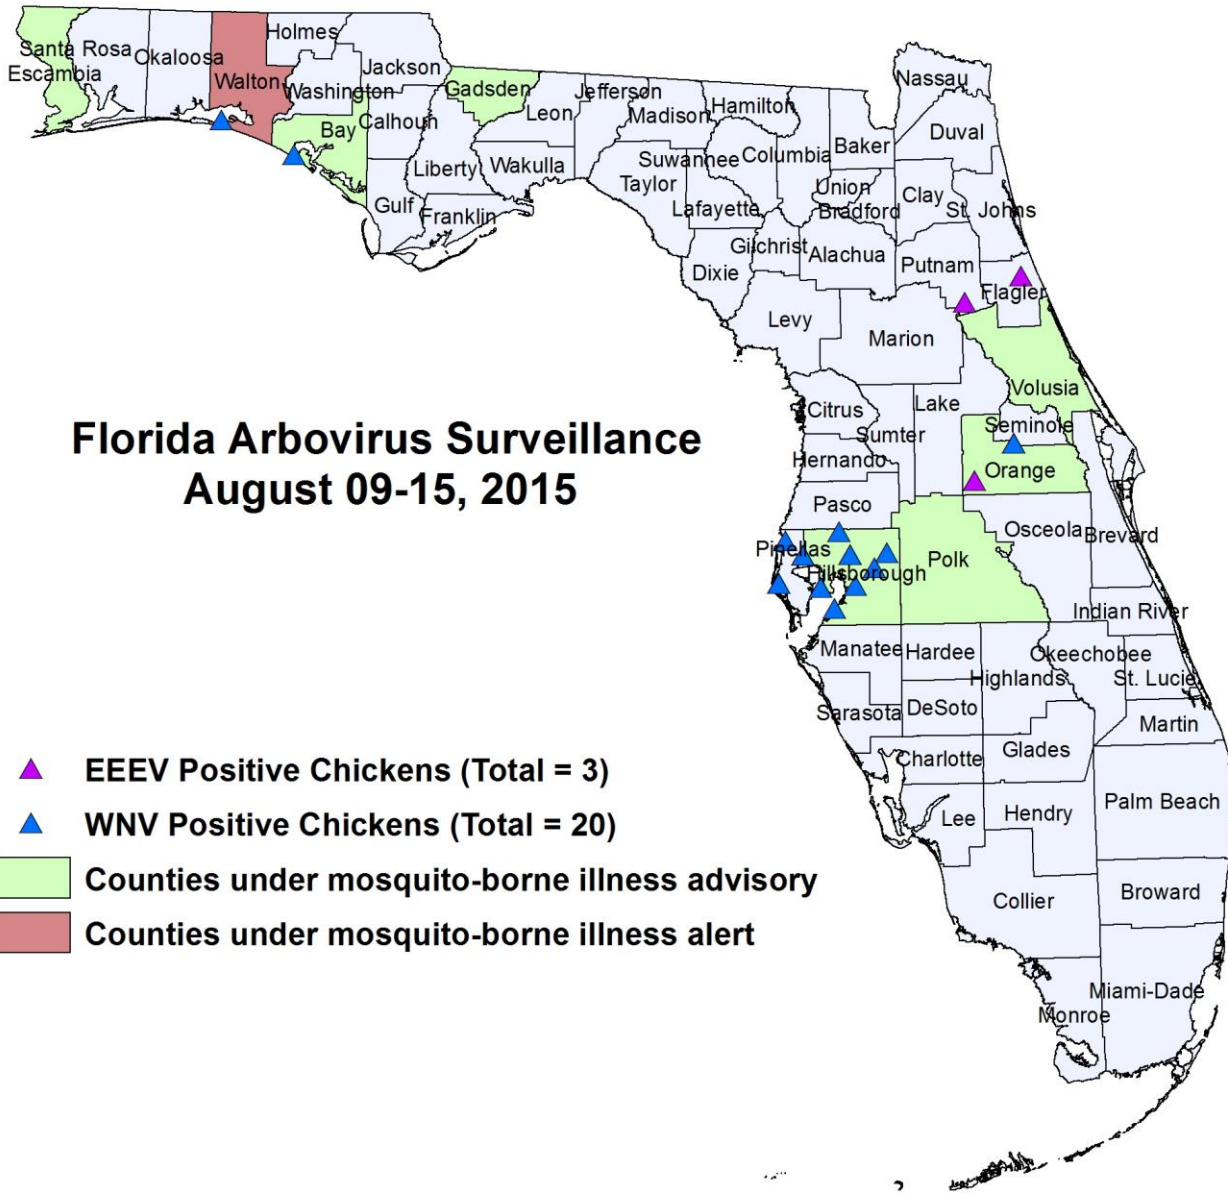 Holmes
Santa Rosa
Okaloosa
Escambia
Walton
Jackson
Washington
Gadsden
Jefferson
Nassau
Leon
Madison
Hamilton
Bay
Calhoun
Duval
Liberty
Wakulla
Suwannee
Columbia
Baker
Taylor
Union
Gulf
Franklin
Lafayette
Bradford
Clay
St. Johns
Gilchrist
Alachua
Dixie
Putnam
Flagler
Levy
Marion
Volusia
Citrus
Lake
Sumter
Seminole
Florida Arbovirus Surveillance
August 09-15, 2015
Hernando
Orange
Pasco
Osceola
Brevard
Pinellas
Polk
Hillsborough
Indian River
Manatee
Hardee
Okeechobee
Highlands
St. Lucie
Sarasota
DeSoto
Martin
Charlotte
Glades
EEEV Positive Chickens (Total = 3)
WNV Positive Chickens (Total = 20)
Lee
Hendry
Palm Beach
Counties under mosquito-borne illness advisory
Collier
Broward
Counties under mosquito-borne illness alert
Miami-Dade
Monroe